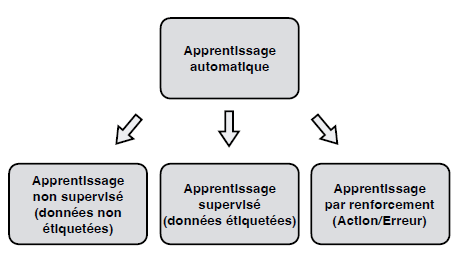 Apprentissage
automatique
Apprentissage
non supervisé
(données non
étiquetées)
Apprentissage
supervisé
(données étiquetées)
Apprentissage
par renforcement
(Action/Erreur)